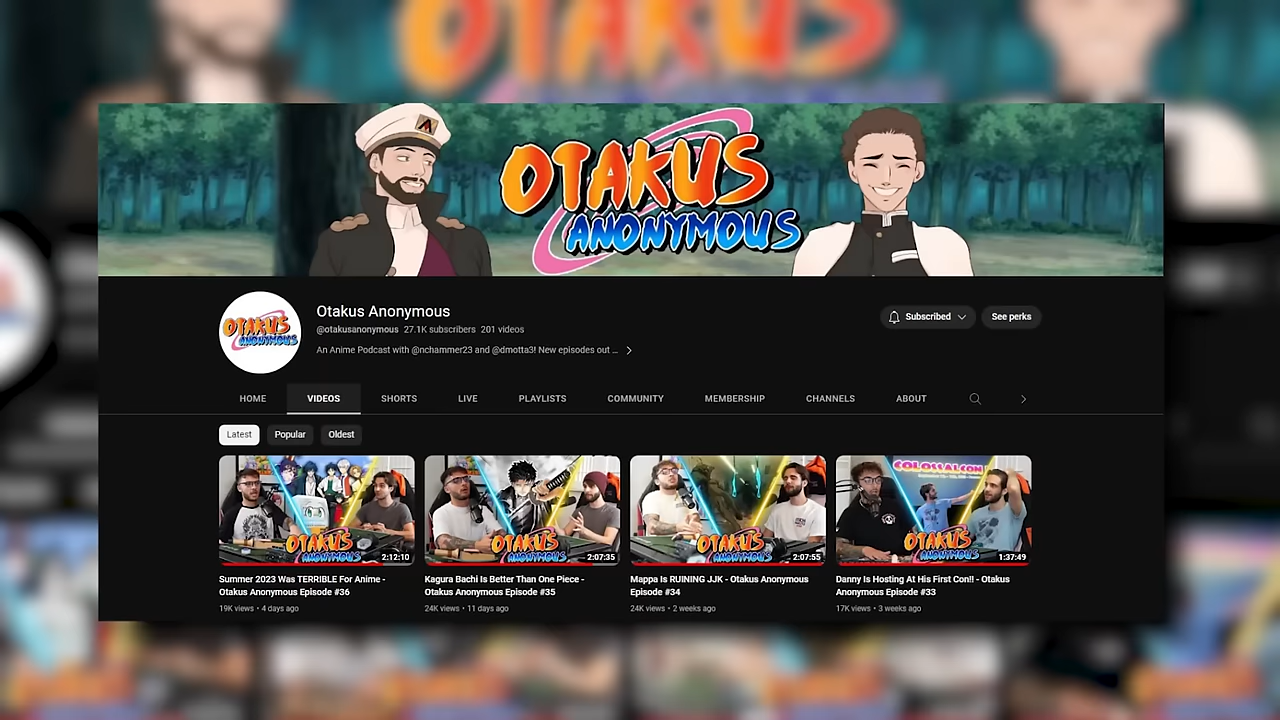 OTAKUS
ANONYMOUS
OTAKUS
ANONYMOUS
Otakus Anonymous
@otakusanonymous 27.1K subscribers 201 videos
An Anime Podcast with @nchammer23 and @dmotta3! New episodes out ...
Subscribed
See perks
HOME VIDEOS SHORTS LIVE PLAYLISTS COMMUNITY MEMBERSHIP CHANNELS ABOUT
Latest Popular Oldest
OTAKUS
ANONYMOUS
2:12:10
OTAKUS
ANONYMOUS
2:07:35
OTAKUS
ANONYMOUS
2:07:55
COLOSSALCON
OTAKUS
ANONYMOUS
1:37:49
Summer 2023 Was TERRIBLE For Anime -
Otakus Anonymous Episode #36
19K views • 4 days ago
Kagura Bachi Is Better Than One Piece -
Otakus Anonymous Episode #35
24K views • 11 days ago
Mappa Is RUINING JJK - Otakus Anonymous
Episode #34
24K views • 2 weeks ago
Danny Is Hosting At His First Con!! - Otakus
Anonymous Episode #33
17K views • 3 weeks ago